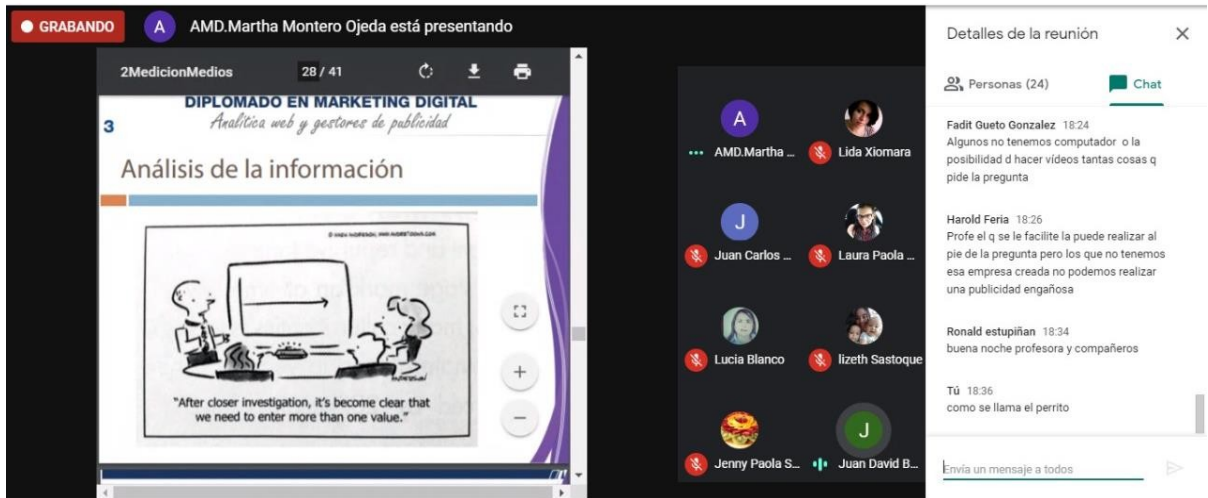 GRABANDO
A
AMD.Martha Montero Ojeda está presentando
2MedicionMedios
28 / 41
DIPLOMADO EN MARKETING DIGITAL
3
Analítica web y gestores de publicidad
Análisis de la información
"After closer investigation, it's become clear that
we need to enter more than one value."
A
AMD.Martha ...
Lida Xiomara
J
Juan Carlos ...
Laura Paola ...
Lucia Blanco
lizeth Sastoque
Jenny Paola S...
J
Juan David B...
Detalles de la reunión
Personas (24)
Chat
Fadit Gueto Gonzalez 18:24
Algunos no tenemos computador o la
posibilidad d hacer vídeos tantas cosas q
pide la pregunta
Harold Feria 18:26
Profe el q se le facilite la puede realizar al
pie de la pregunta pero los que no tenemos
esa empresa creada no podemos realizar
una publicidad engañosa
Ronald estupiñan 18:34
buena noche profesora y compañeros
Tú 18:36
como se llama el perrito
Envía un mensaje a todos